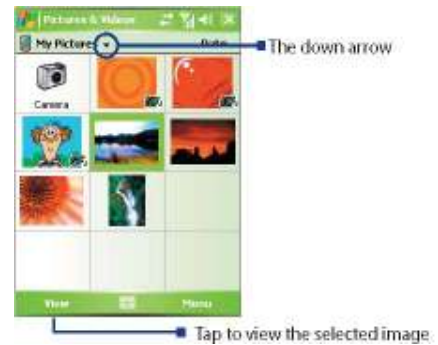 Pictures & Videos
My Pictures
Date
The down arrow
Camera
View
Menu
Tap to view the selected image